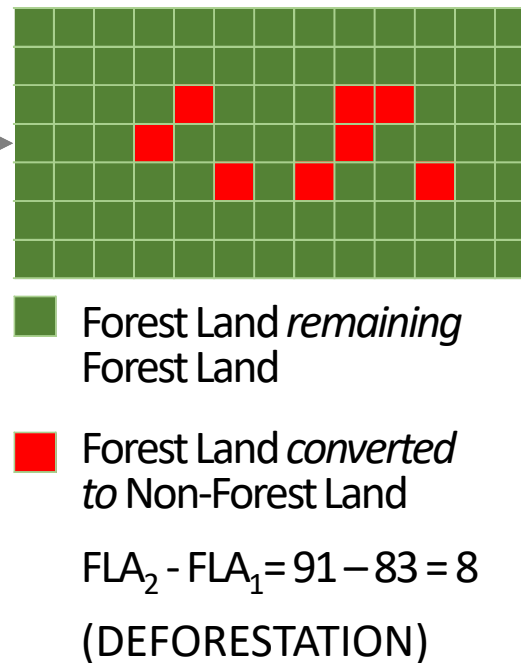 Forest Land remaining
Forest Land
Forest Land converted
to Non-Forest Land
FLA₂ - FLA₁= 91 – 83 = 8
(DEFORESTATION)